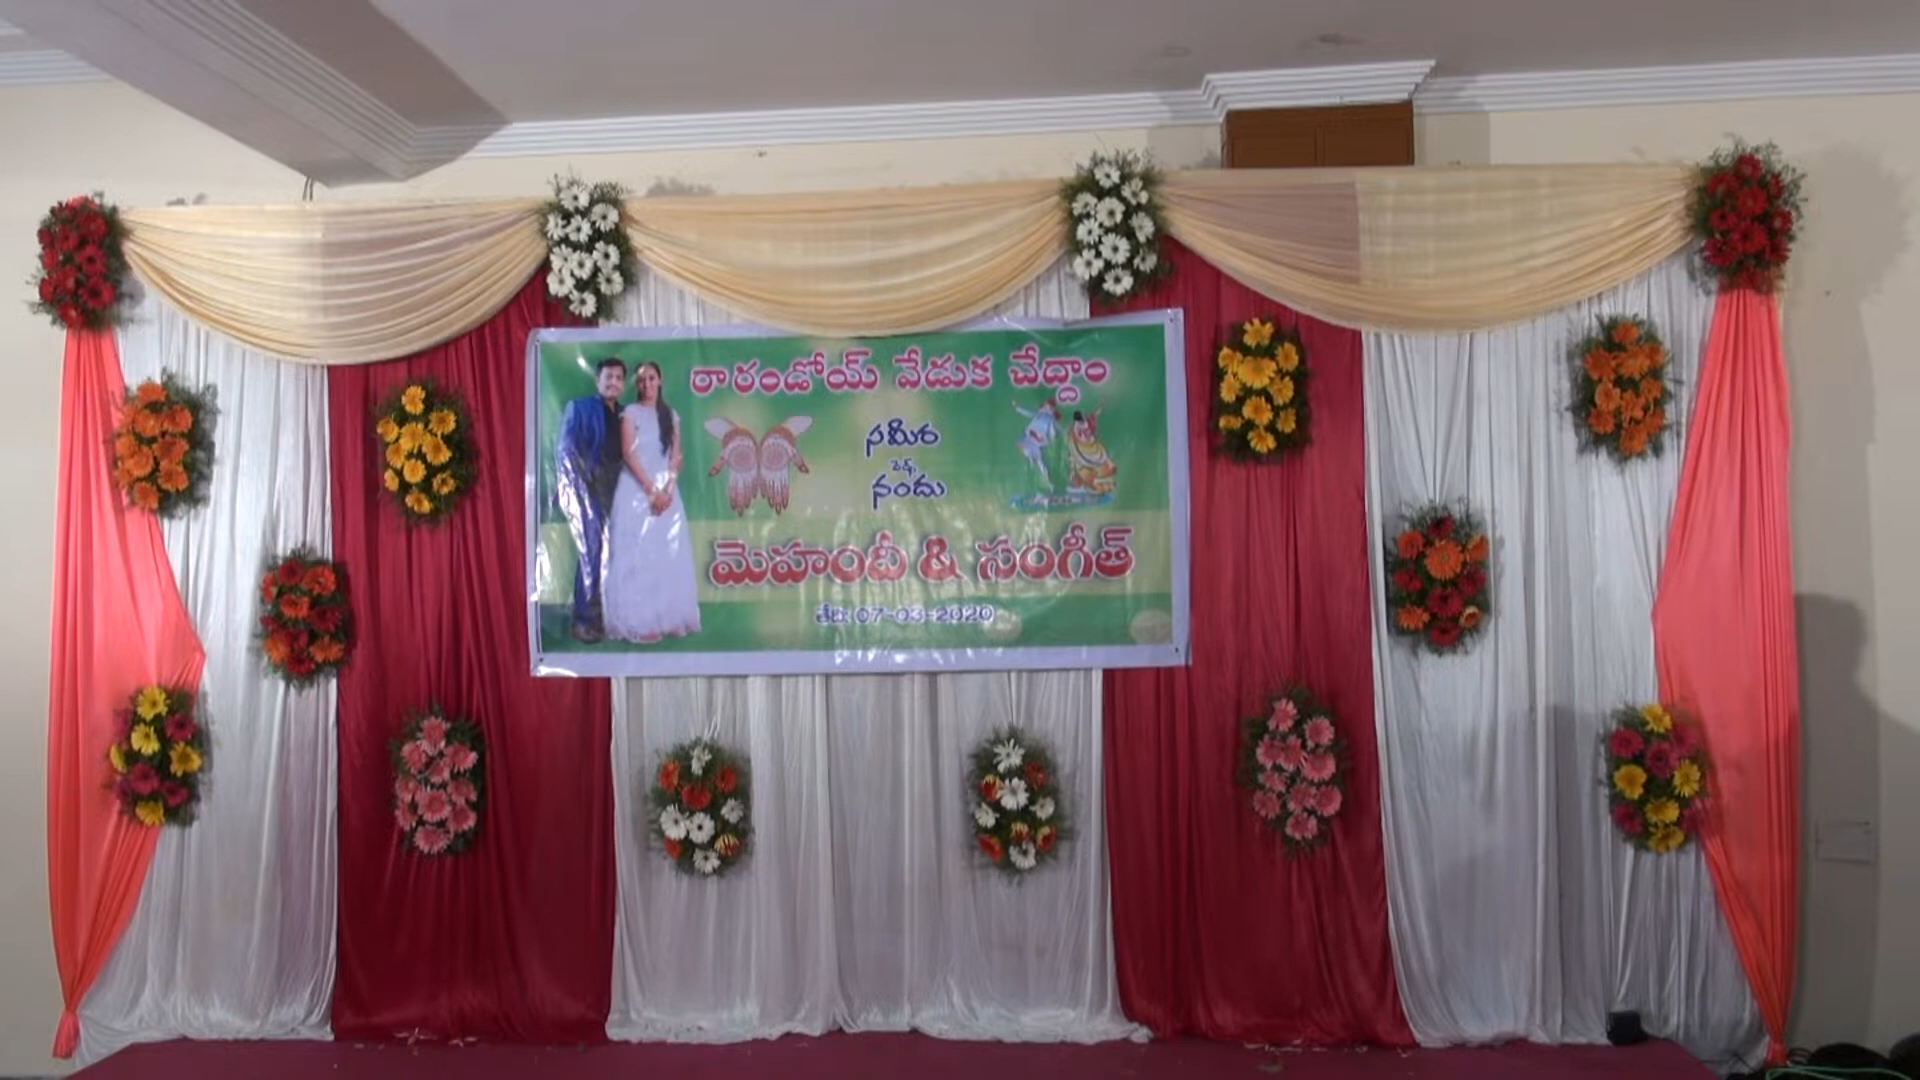 రారండోయ్ వేడుక చేద్దాం
సమీర
వెడ్స్
నందు
మెహందీ & సంగీత్
తేది: 07-03-2020